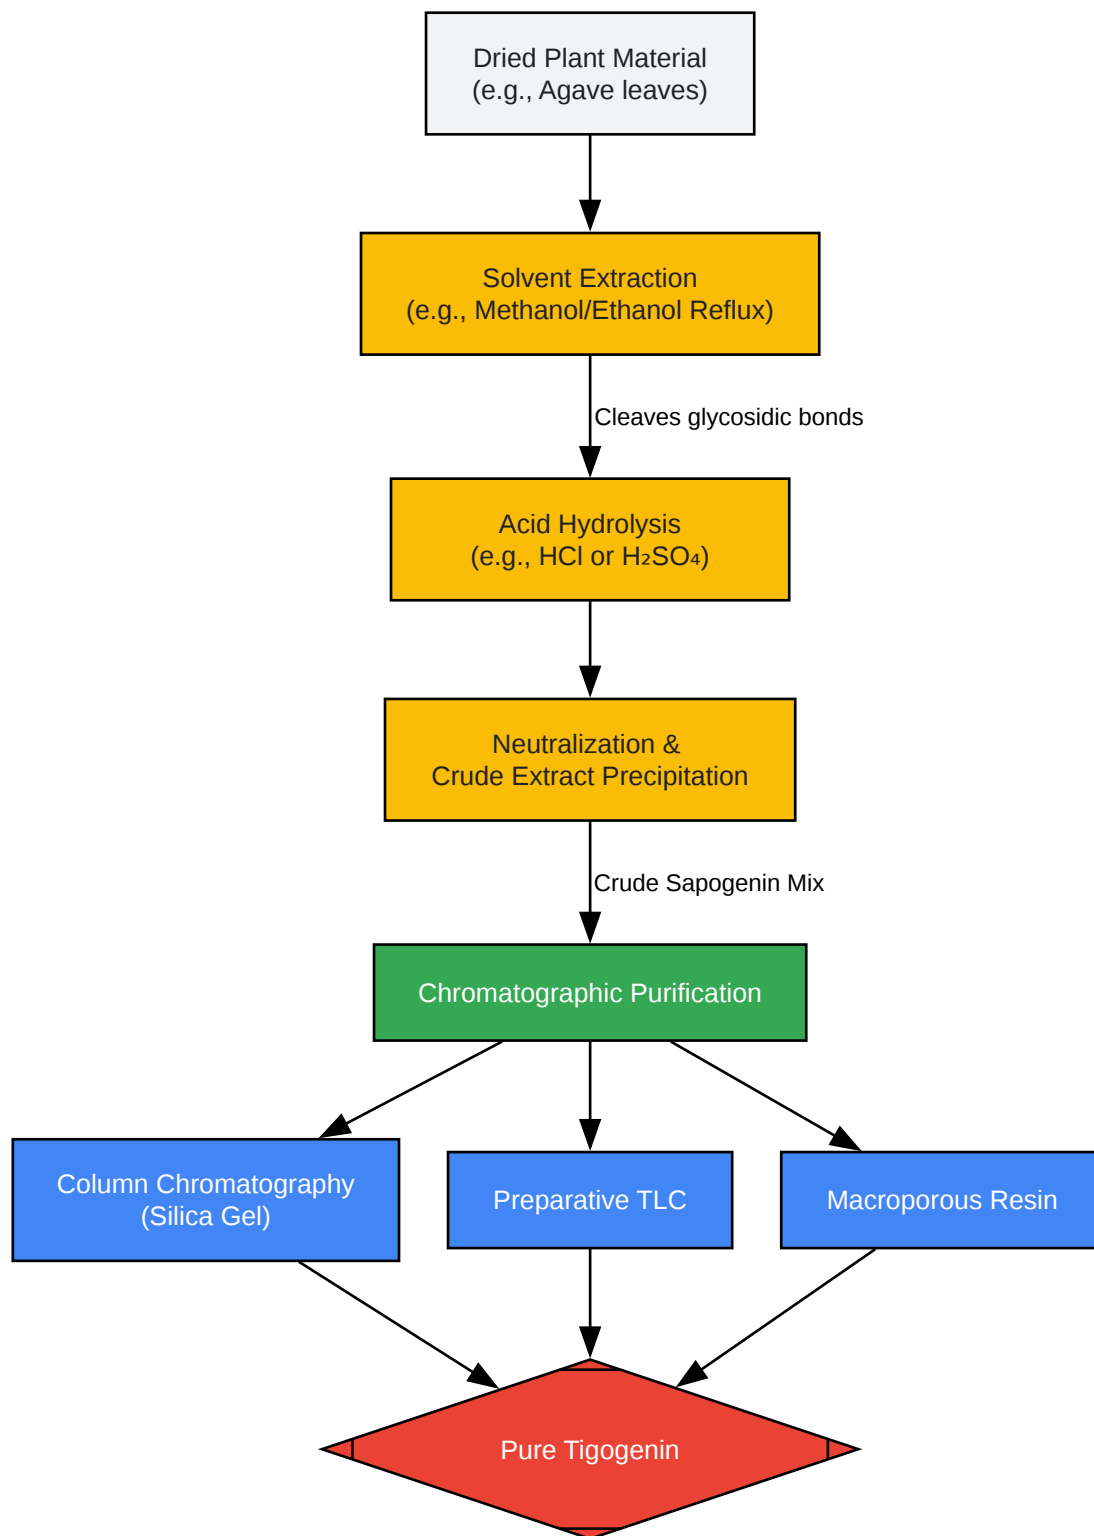 Dried Plant Material
(e.g., Agave leaves)
Solvent Extraction
(e.g., Methanol/Ethanol Reflux)
Cleaves glycosidic bonds
Acid Hydrolysis
(e.g., HCl or H₂SO₄)
Neutralization &
Crude Extract Precipitation
Crude Sapogenin Mix
Chromatographic Purification
Column Chromatography
(Silica Gel)
Preparative TLC
Macroporous Resin
Pure Tigogenin